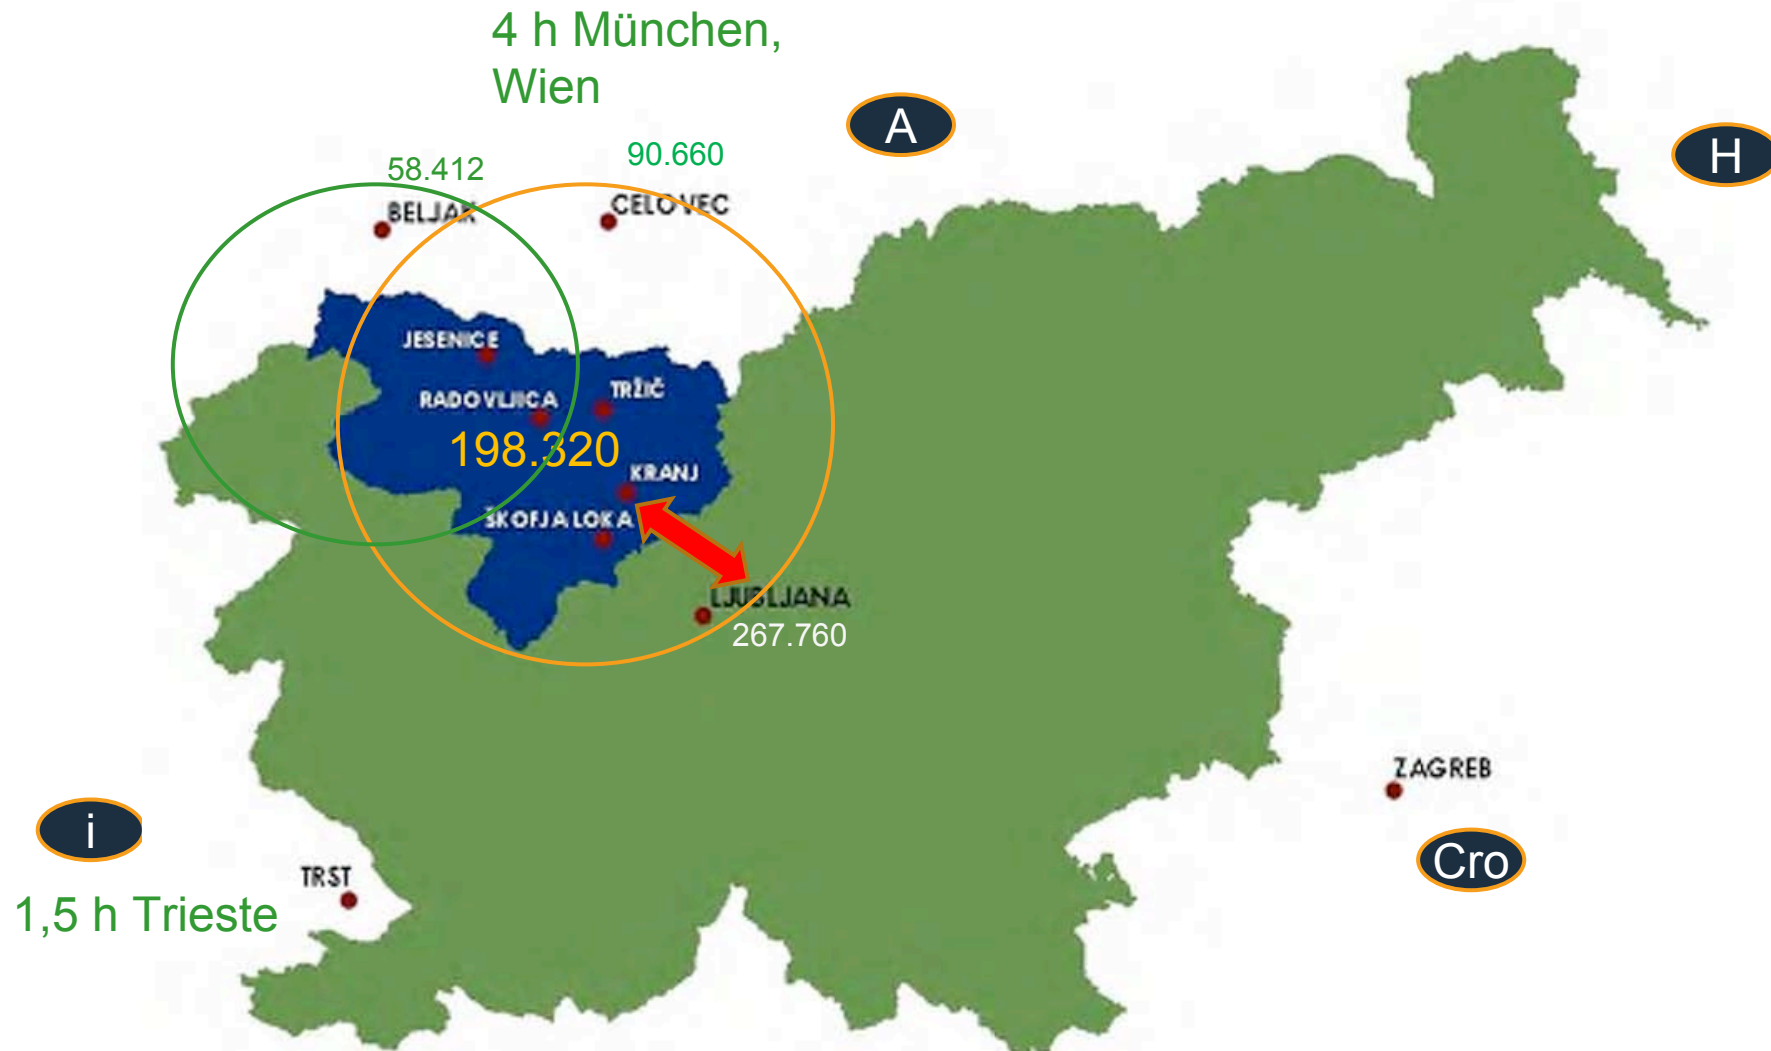 4 h München,
Wien
A
H
58.412
90.660
BELJAK
CELOVEC
JESENICE
RADOVLJICA
TRŽIČ
198.320
KRANJ
ŠKOFJA LOKA
LJUBLJANA
267.760
ZAGREB
i
Cro
TRST
1,5 h Trieste